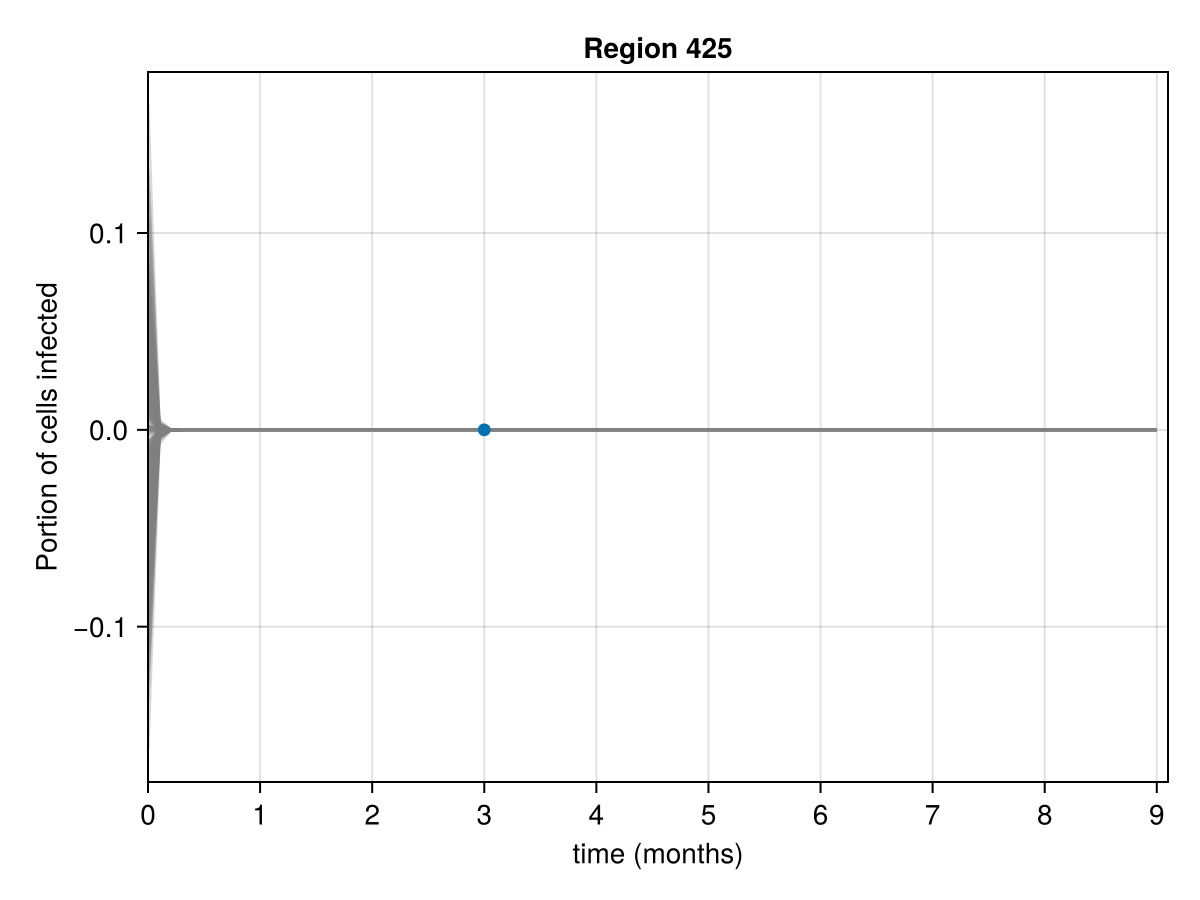 Region 425
Portion of cells infected
0.1
0.0
−0.1
0 1 2 3 4 5 6 7 8 9
time (months)